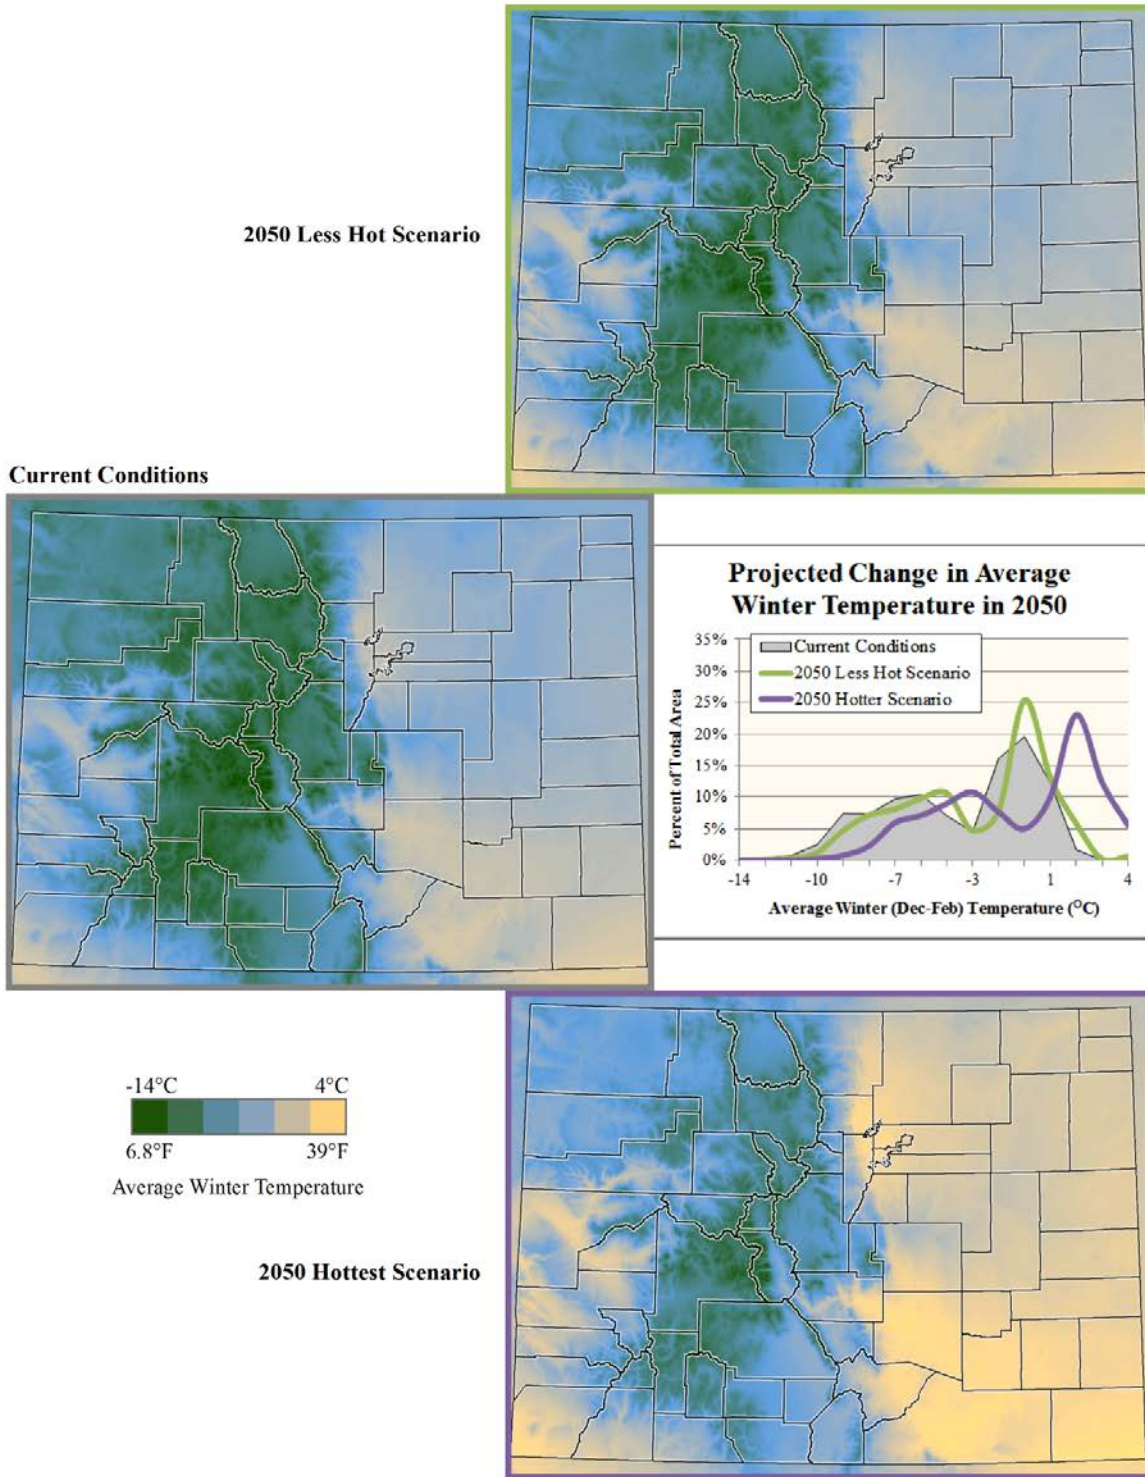 2050 Less Hot Scenario
Current Conditions
Projected Change in Average
Winter Temperature in 2050
35%
30%
25%
20%
15%
10%
5%
0%
Percent of Total Area
Current Conditions
2050 Less Hot Scenario
2050 Hotter Scenario
-14 -10 -7 -3 1 4
Average Winter (Dec-Feb) Temperature (°C)
-14°C 4°C
6.8°F 39°F
Average Winter Temperature
2050 Hottest Scenario